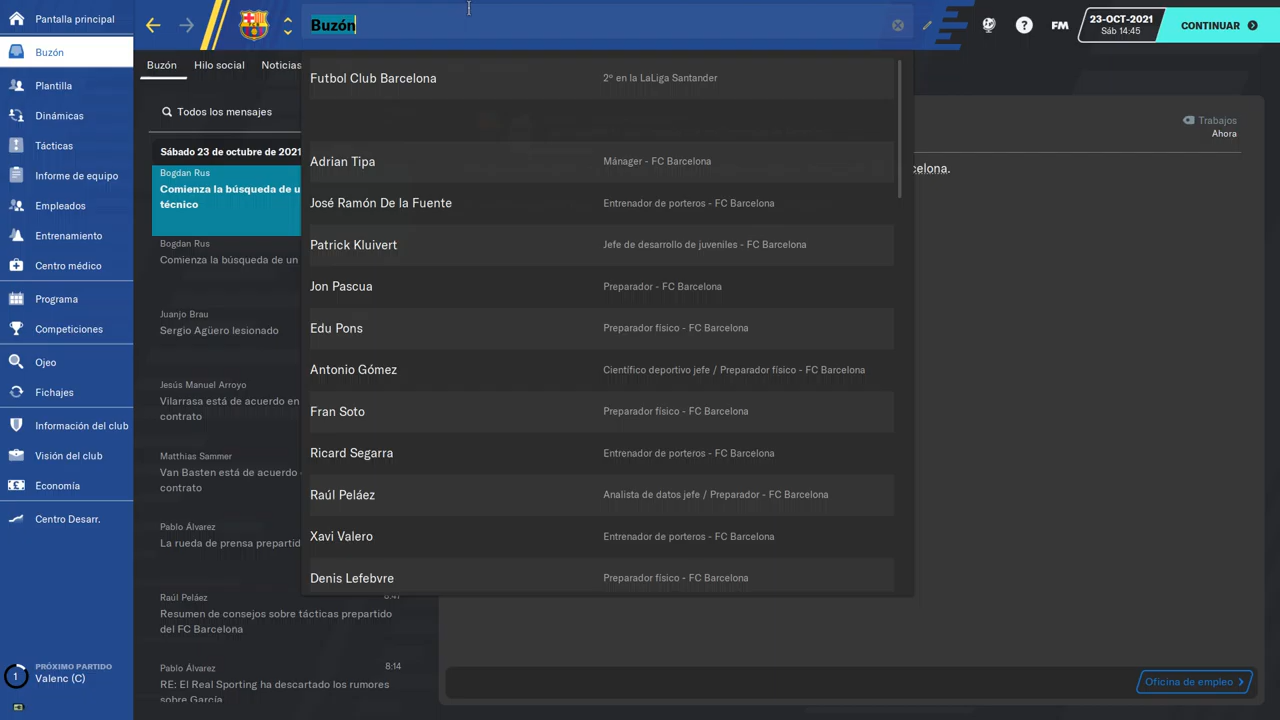 Pantalla principal
Buzón
Plantilla
Dinámicas
Tácticas
Informe de equipo
Empleados
Entrenamiento
Centro médico
Programa
Competiciones
Ojeo
Fichajes
Información del club
Visión del club
Economía
Centro Desarr.
1
PRÓXIMO PARTIDO
Valenc (C)
Buzón
FM
23-OCT-2021
Sáb 14:45
CONTINUAR
Buzón
Hilo social
Noticias
Todos los mensajes
Sábado 23 de octubre de 2021
Bogdan Rus
Comienza la búsqueda de u
técnico
Bogdan Rus
Comienza la búsqueda de un
Juanjo Brau
Sergio Agüero lesionado
Jesús Manuel Arroyo
Vilarrasa está de acuerdo en
contrato
Matthias Sammer
Van Basten está de acuerdo
contrato
Pablo Álvarez
La rueda de prensa prepartid
Raúl Peláez
Resumen de consejos sobre tácticas prepartido
del FC Barcelona
Pablo Álvarez 8:14
RE: El Real Sporting ha descartado los rumores
sobre García
Futbol Club Barcelona 2º en la LaLiga Santander
Adrian Tipa Mánager - FC Barcelona
José Ramón De la Fuente Entrenador de porteros - FC Barcelona
Patrick Kluivert Jefe de desarrollo de juveniles - FC Barcelona
Jon Pascua Preparador - FC Barcelona
Edu Pons Preparador físico - FC Barcelona
Antonio Gómez Científico deportivo jefe / Preparador físico - FC Barcelona
Fran Soto Preparador físico - FC Barcelona
Ricard Segarra Entrenador de porteros - FC Barcelona
Raúl Peláez Analista de datos jefe / Preparador - FC Barcelona
Xavi Valero Entrenador de porteros - FC Barcelona
Denis Lefebvre Preparador físico - FC Barcelona
Trabajos
Ahora
celona.
Oficina de empleo